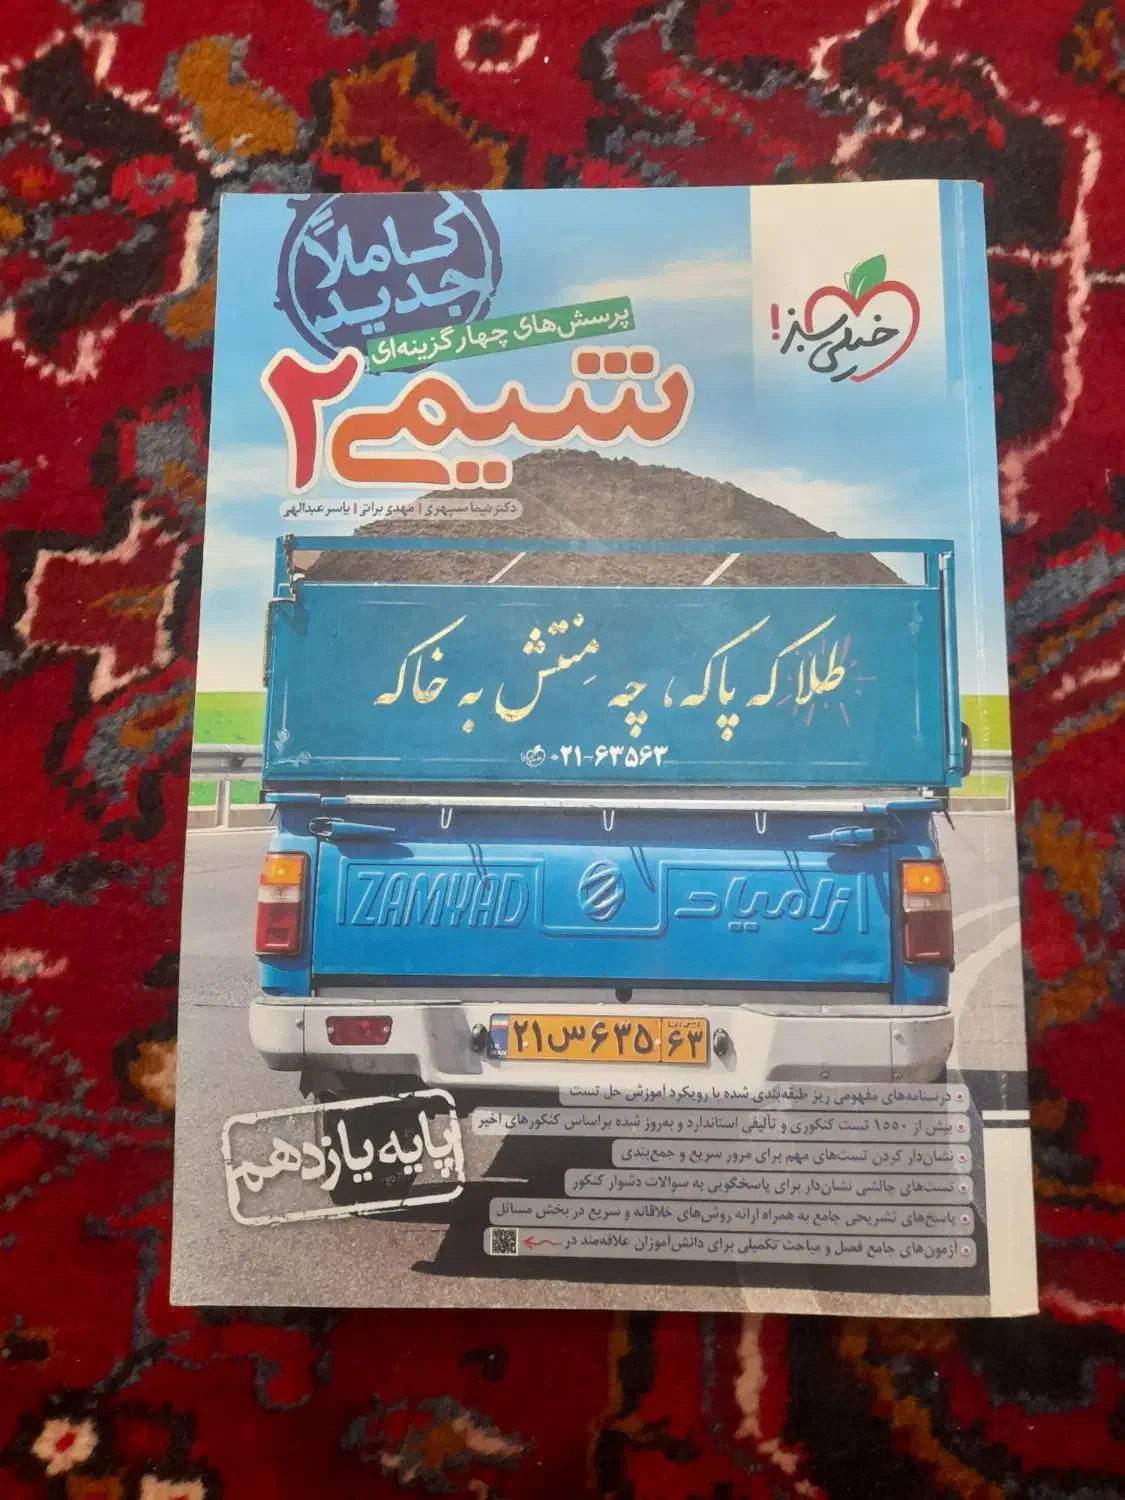 کاملاً
جدید
خیلی سبز!
پرسش‌های چهارگزینه‌ای
شیمی ۲
دکتر نیما سپهری | مهدی براتی | یاسر عبدالهی
طلا که پاکه، چه مِنّتش به خاکه
۰۲۱-۶۳۵۶۳
ZAMYAD زامیاد
۲۱ س ۶۳۵ ایران ۶۳
پایه یازدهم
درسنامه‌های مفهومی ریز طبقه‌بندی شده با رویکرد آموزش حل تست
بیش از ۱۵۵۰ تست کنکوری و تألیفی استاندارد و به‌روز شده براساس کنکورهای اخیر
نشان‌دار کردن تست‌های مهم برای مرور سریع و جمع‌بندی
تست‌های چالشی نشان‌دار برای پاسخگویی به سوالات دشوار کنکور
پاسخ‌های تشریحی جامع به همراه ارائه روش‌های خلاقانه و سریع در بخش مسائل
آزمون‌های جامع فصل و مباحث تکمیلی برای دانش‌آموزان علاقه‌مند در